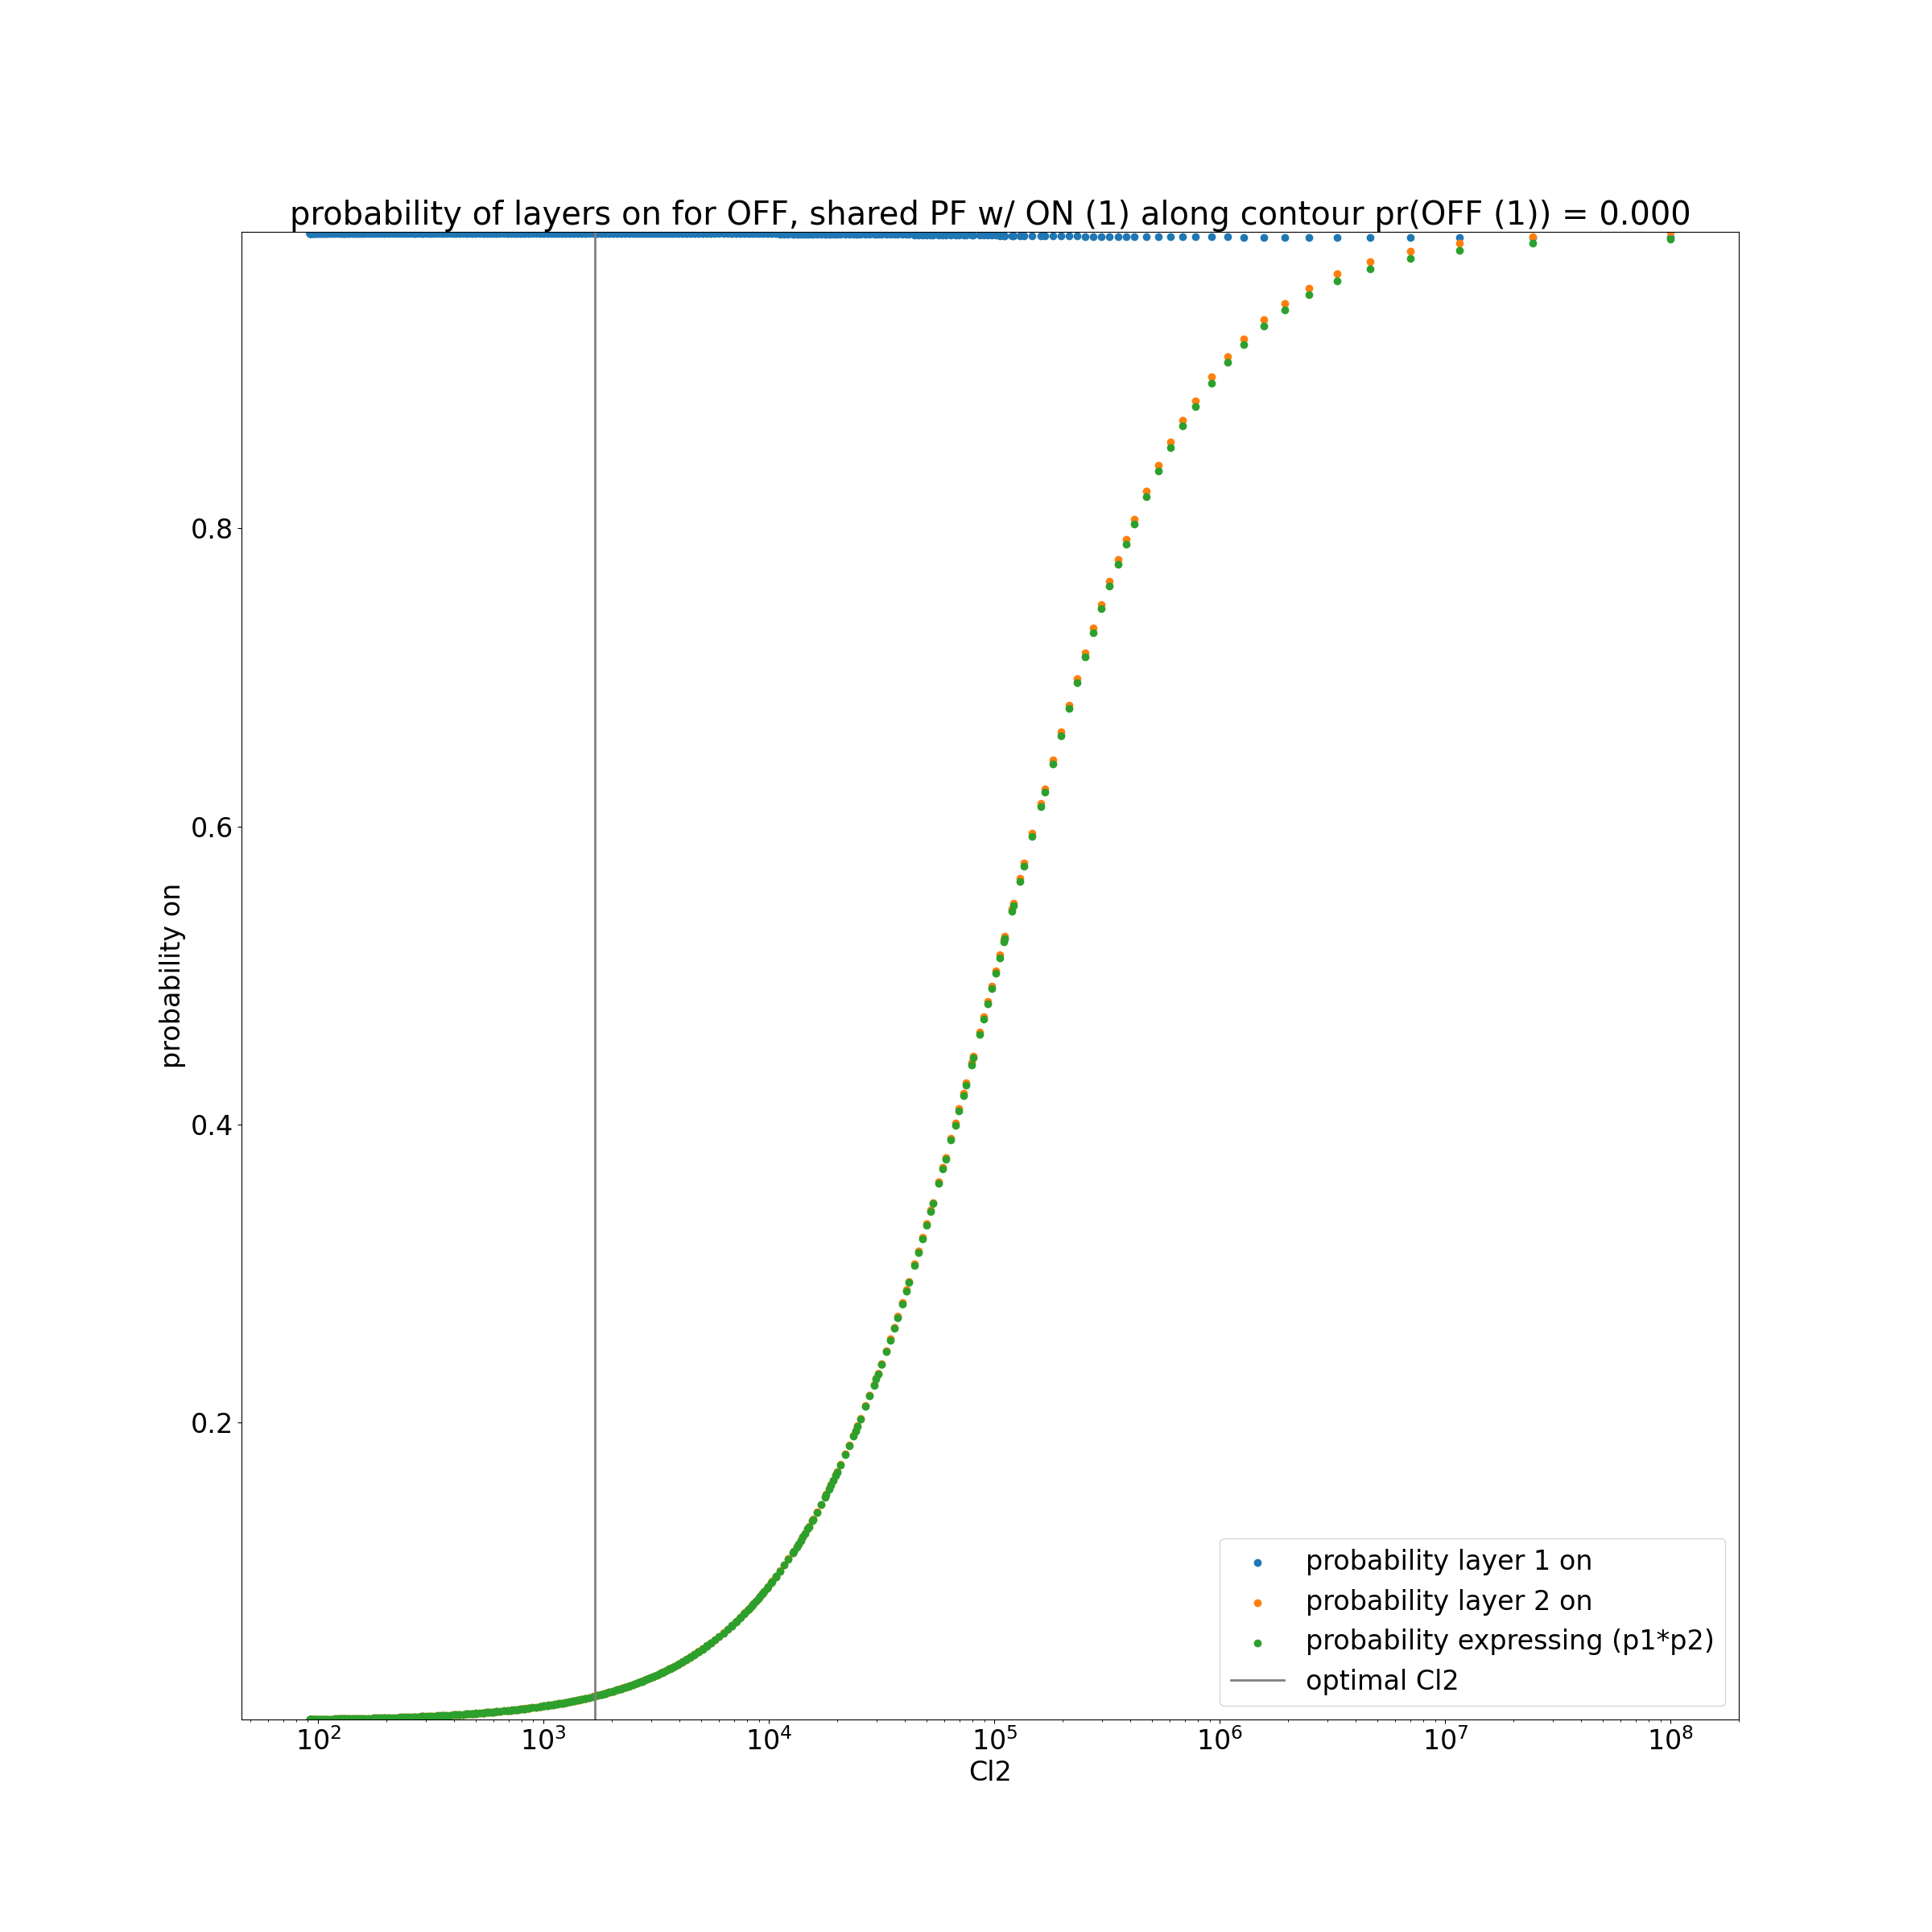 probability of layers on for OFF, shared PF w/ ON (1) along contour pr(OFF (1)) = 0.000
probability on
0.8
0.6
0.4
0.2
probability layer 1 on
probability layer 2 on
probability expressing (p1*p2)
optimal Cl2
10² 10³ 10⁴ 10⁵ 10⁶ 10⁷ 10⁸
Cl2